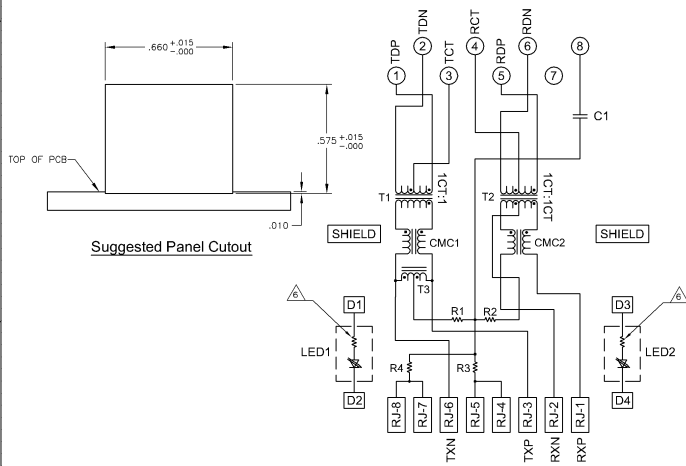 .660 +.015
-.000
.575 +.015
-.000
TOP OF PCB
.010
Suggested Panel Cutout
TDP
TDN
TCT
RCT
RDP
RDN
1
2
3
4
5
6
7
8
C1
T1
1CT:1
T2
1CT:1CT
SHIELD
CMC1
CMC2
SHIELD
T3
6
D1
R1
R2
D3
6
LED1
R4
R3
LED2
D2
RJ-8
RJ-7
RJ-6
RJ-5
RJ-4
RJ-3
RJ-2
RJ-1
D4
TXN
TXP
RXN
RXP